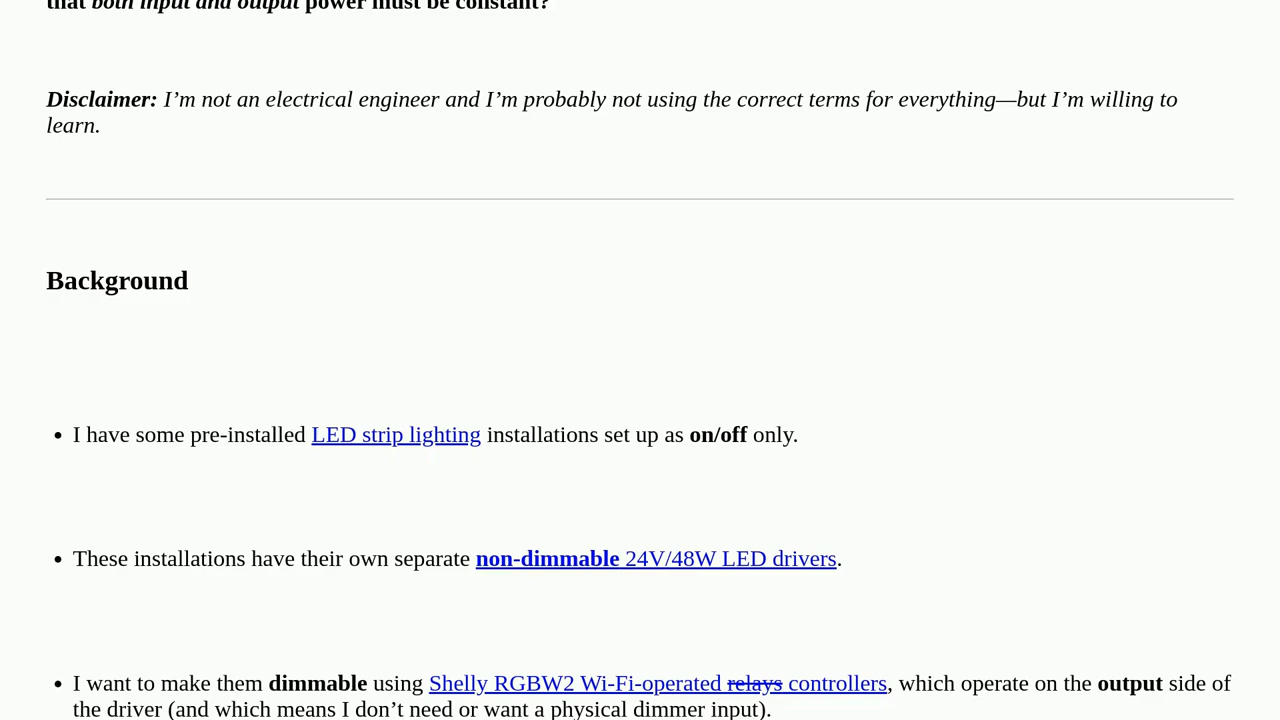 that both input and output power must be constant?
Disclaimer: I’m not an electrical engineer and I’m probably not using the correct terms for everything—but I’m willing to
learn.
Background
• I have some pre-installed LED strip lighting installations set up as on/off only.
• These installations have their own separate non-dimmable 24V/48W LED drivers.
• I want to make them dimmable using Shelly RGBW2 Wi-Fi-operated relays controllers, which operate on the output side of
the driver (and which means I don’t need or want a physical dimmer input).